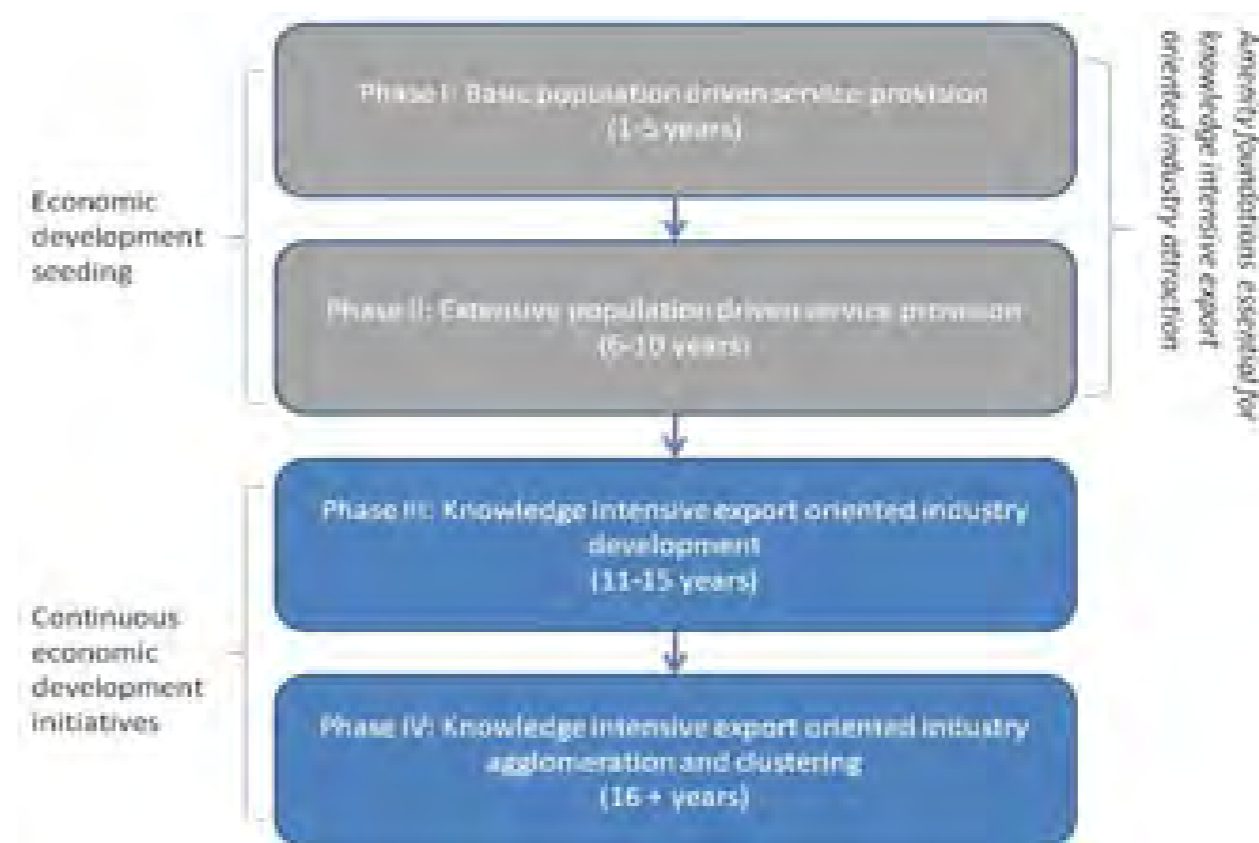 Phase I: Basic population driven service provision
(1-5 years)
Economic
development
seeding
Amenity foundations essential for
knowledge intensive export
oriented industry attraction
Phase II: Extensive population driven service provision
(6-10 years)
Phase III: Knowledge intensive export oriented industry
development
(11-15 years)
Continuous
economic
development
initiatives
Phase IV: Knowledge intensive export oriented industry
agglomeration and clustering
(16 + years)